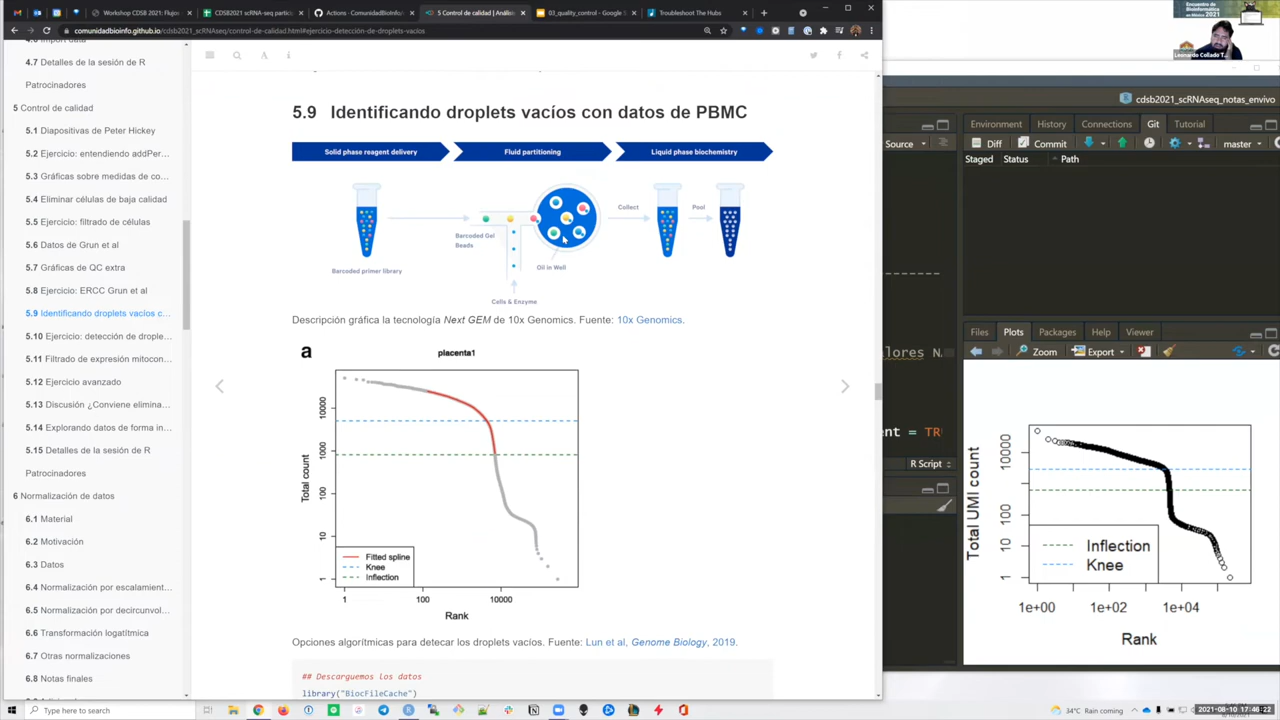 Workshop CDSB 2021: Flujos
CDSB2021 scRNA-seq partic
Actions · ComunidadBioInfo/
5 Control de calidad | Análisis
03_quality_control - Google S
Troubleshoot The Hubs
comunidadbioinfo.github.io/cdsb2021_scRNAseq/control-de-calidad.html#ejercicio-detección-de-droplets-vacíos
Encuentro de
Bioinformática
en México 2021
Leonardo Collado T...
4.7 Detalles de la sesión de R
Patrocinadores
5 Control de calidad
5.1 Diapositivas de Peter Hickey
5.2 Ejercicio: entendiendo addPer…
5.3 Gráficas sobre medidas de co…
5.4 Eliminar células de baja calidad
5.5 Ejercicio: filtrado de células
5.6 Datos de Grun et al
5.7 Gráficas de QC extra
5.8 Ejercicio: ERCC Grun et al
5.9 Identificando droplets vacíos c…
5.10 Ejercicio: detección de drople…
5.11 Filtrado de expresión mitocon…
5.12 Ejercicio avanzado
5.13 Discusión ¿Conviene elimina…
5.14 Explorando datos de forma in…
5.15 Detalles de la sesión de R
Patrocinadores
6 Normalización de datos
6.1 Material
6.2 Motivación
6.3 Datos
6.4 Normalización por escalamient…
6.5 Normalización por decircunvol…
6.6 Transformación logatítmica
6.7 Otras normalizaciones
6.8 Notas finales
5.9 Identificando droplets vacíos con datos de PBMC
Solid phase reagent delivery
Fluid partitioning
Liquid phase biochemistry
Collect
Pool
Barcoded Gel
Beads
Oil in Well
Barcoded primer library
Cells & Enzyme
Descripción gráfica la tecnología Next GEM de 10x Genomics. Fuente: 10x Genomics.
a
placenta1
10000
1000
100
10
1
Total count
Fitted spline
Knee
Inflection
1
100
10000
Rank
Opciones algorítmicas para detecar los droplets vacíos. Fuente: Lun et al, Genome Biology, 2019.
## Descarguemos los datos
library("BiocFileCache")
cdsb2021_scRNAseq_notas_envivo
Source
Environment
History
Connections
Git
Tutorial
Diff
Commit
Staged
Status
Path
Files
Plots
Packages
Help
Viewer
Zoom
Export
ent = TRU
R Script
Total UMI count
10000
100
10
1
Inflection
Knee
1e+00
1e+02
1e+04
Rank
Type here to search
34°C Rain coming
2021-08-10 17:46:22